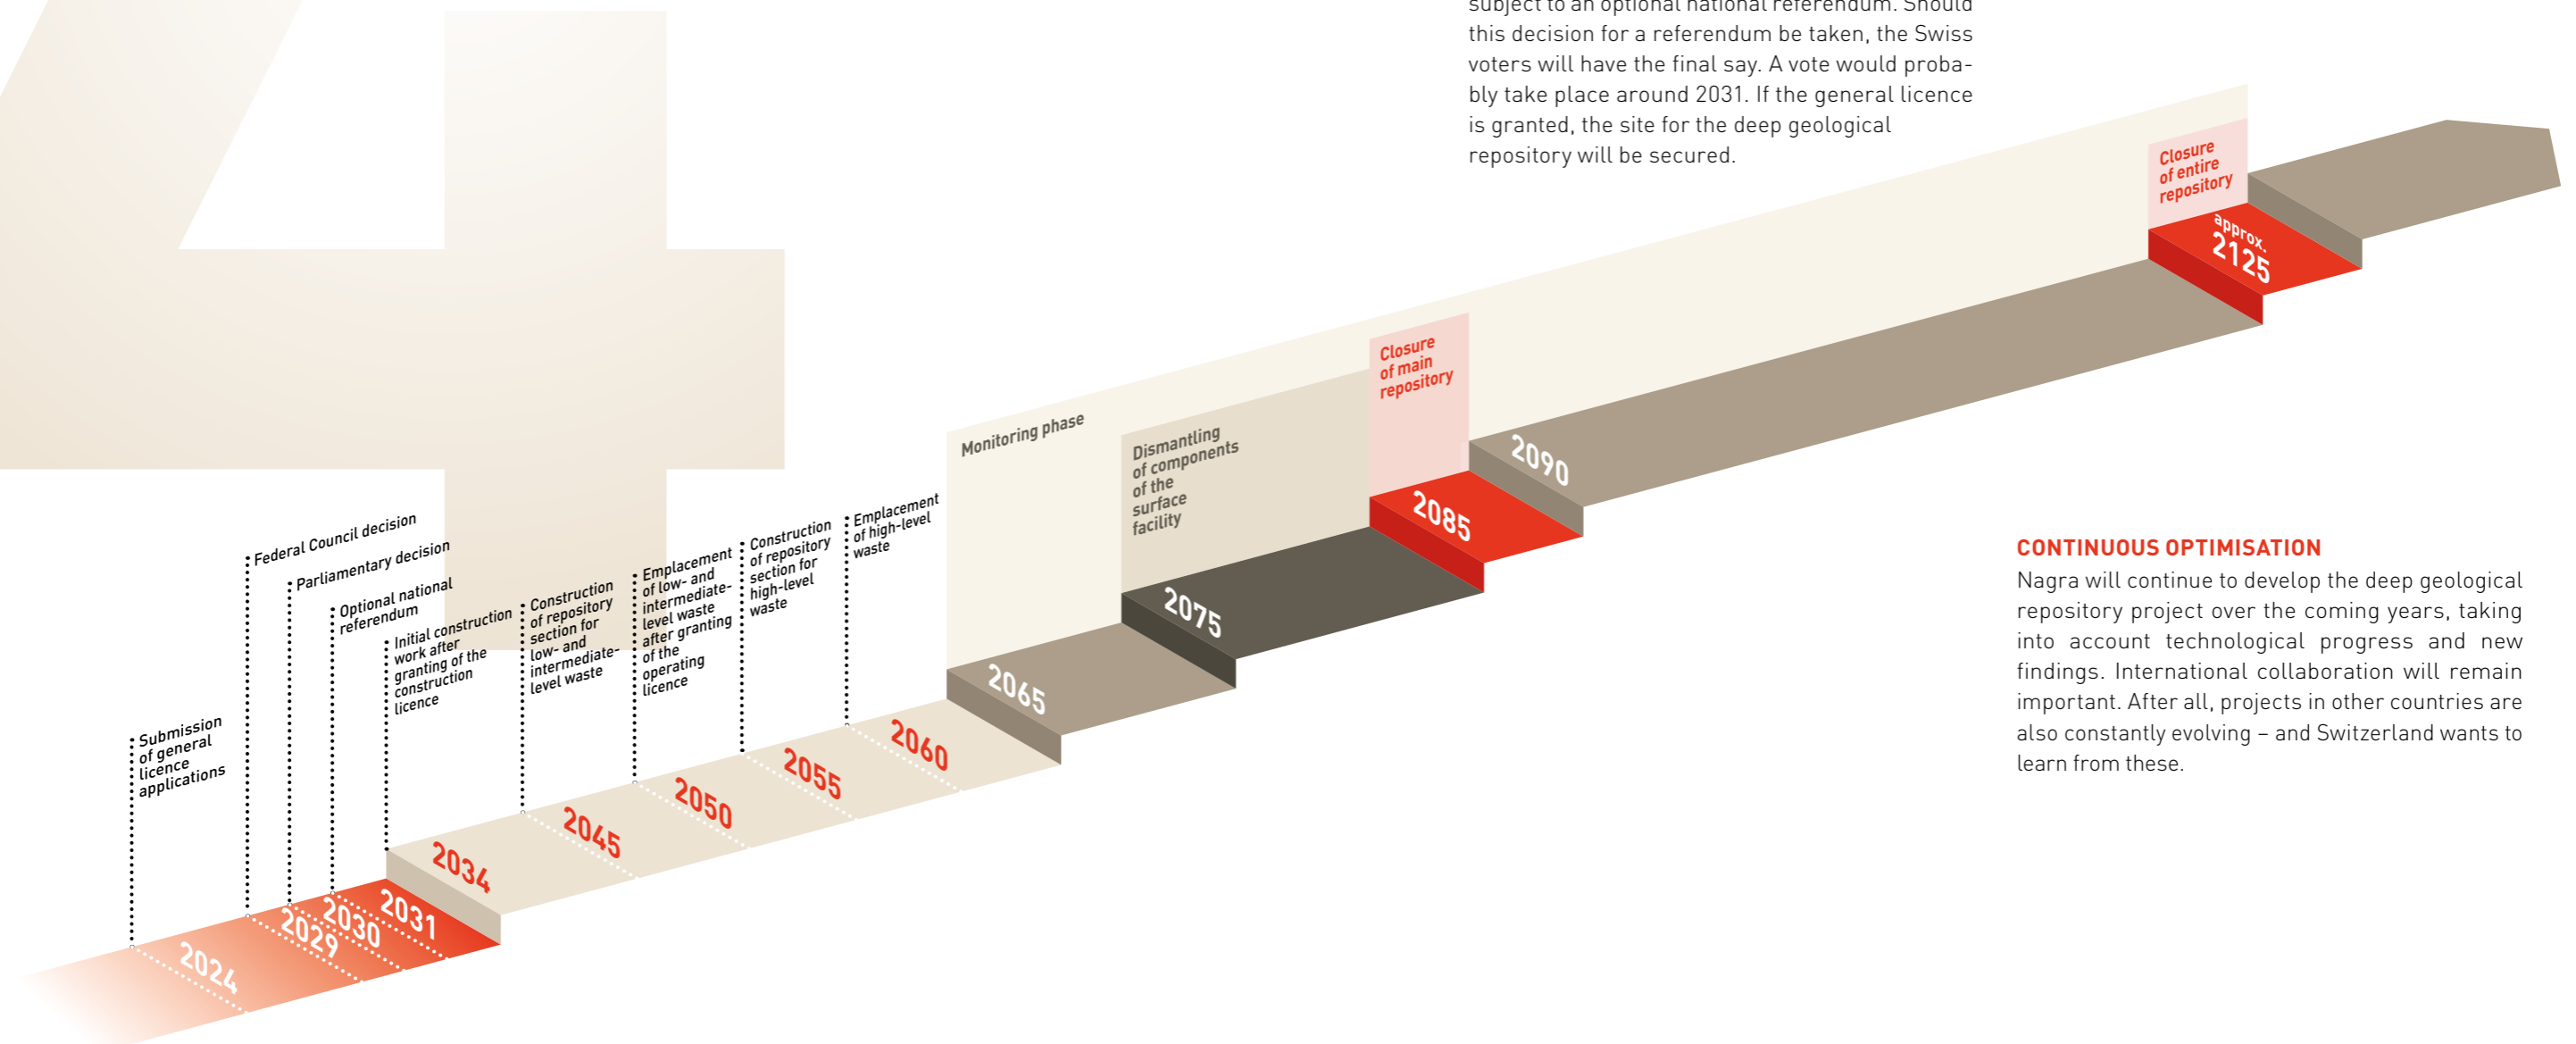 subject to an optional national referendum. Should
this decision for a referendum be taken, the Swiss
voters will have the final say. A vote would proba-
bly take place around 2031. If the general licence
is granted, the site for the deep geological
repository will be secured.
4
Submission
of general
licence
applications
2024
Federal Council decision
2029
Parliamentary decision
2030
Optional national
referendum
2031
Initial construction
work after
granting of the
construction
licence
2034
Construction
of repository
section for
low- and
intermediate-
level waste
2045
Emplacement
of low- and
intermediate-
level waste
after granting
of the
operating
licence
2050
Construction
of repository
section for
high-level
waste
2055
Emplacement
of high-level
waste
2060
Monitoring phase
2065
Dismantling
of components
of the
surface
facility
2075
Closure
of main
repository
2085
2090
Closure
of entire
repository
approx.
2125
CONTINUOUS OPTIMISATION
Nagra will continue to develop the deep geological
repository project over the coming years, taking
into account technological progress and new
findings. International collaboration will remain
important. After all, projects in other countries are
also constantly evolving – and Switzerland wants to
learn from these.